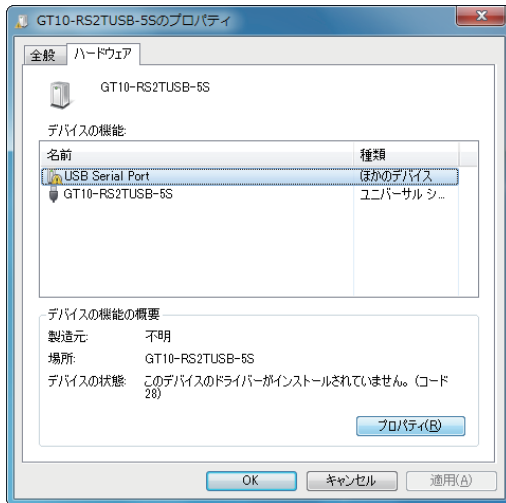 GT10-RS2TUSB-5Sのプロパティ
全般 ハードウェア
GT10-RS2TUSB-5S
デバイスの機能:
名前 種類
USB Serial Port ほかのデバイス
GT10-RS2TUSB-5S ユニバーサル シ...
デバイスの機能の概要
製造元: 不明
場所: GT10-RS2TUSB-5S
デバイスの状態: このデバイスのドライバーがインストールされていません。(コード
28)
プロパティ(R)
OK キャンセル 適用(A)